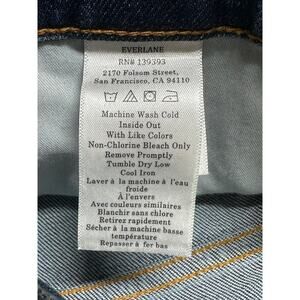 EVERLANE
RN# 139393
2170 Folsom Street,
San Francisco, CA 94110
Machine Wash Cold
Inside Out
With Like Colors
Non-Chlorine Bleach Only
Remove Promptly
Tumble Dry Low
Cool Iron
Laver à la machine à l'eau
froide
À l'envers
Avec couleurs similaires
Blanchir sans chlore
Retirez rapidement
Sécher à la machine basse
température
Repasser à fer bas